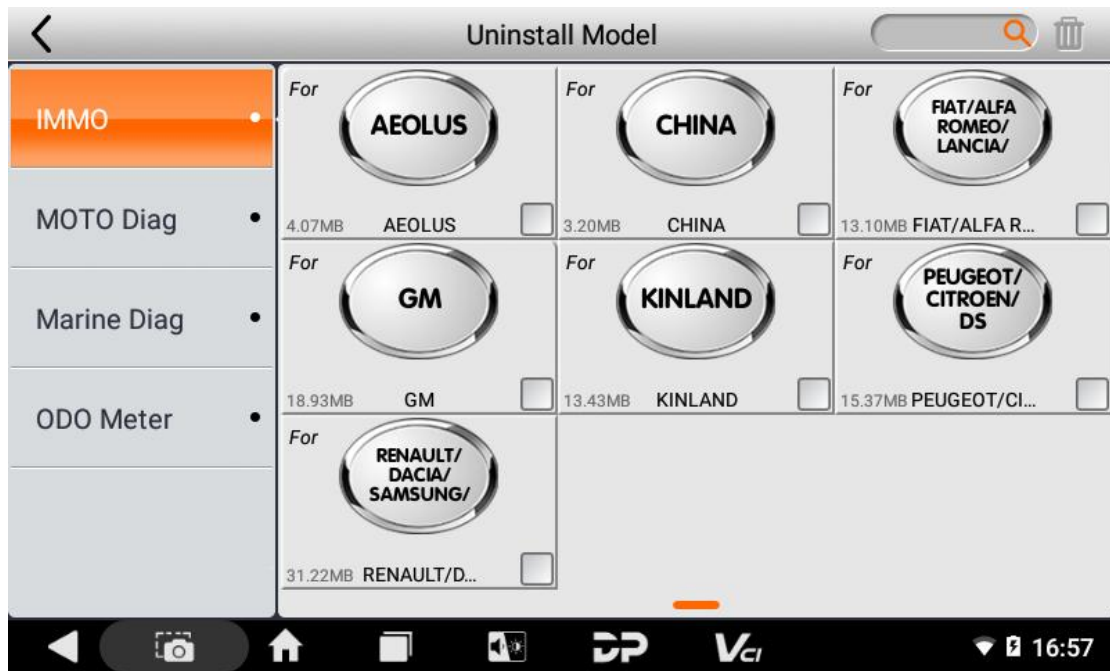 Uninstall Model
IMMO
MOTO Diag
Marine Diag
ODO Meter
For
AEOLUS
4.07MB AEOLUS
For
CHINA
3.20MB CHINA
For
FIAT/ALFA
ROMEO/
LANCIA/
13.10MB FIAT/ALFA R...
For
GM
18.93MB GM
For
KINLAND
13.43MB KINLAND
For
PEUGEOT/
CITROEN/
DS
15.37MB PEUGEOT/CI...
For
RENAULT/
DACIA/
SAMSUNG/
31.22MB RENAULT/D...
DP
VCI
16:57